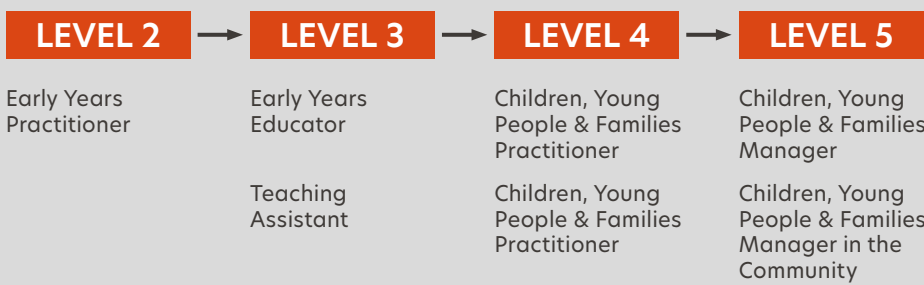 LEVEL 2
LEVEL 3
LEVEL 4
LEVEL 5
Early Years
Practitioner
Early Years
Educator
Teaching
Assistant
Children, Young
People & Families
Practitioner
Children, Young
People & Families
Practitioner
Children, Young
People & Families
Manager
Children, Young
People & Families
Manager in the
Community